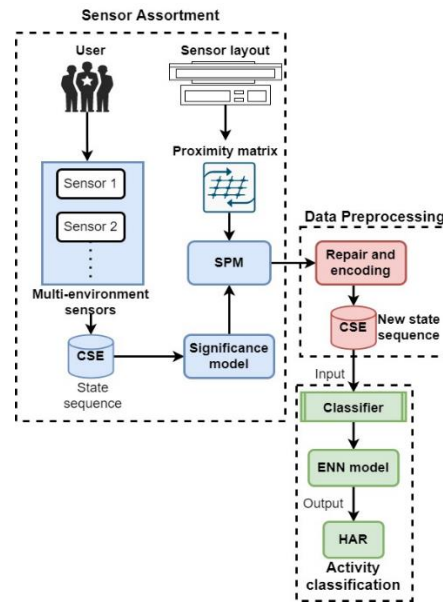 Sensor Assortment
User
Sensor layout
Sensor 1
Sensor 2
Multi-environment
sensors
CSE
State
sequence
Proximity matrix
SPM
Significance
model
Data Preprocessing
Repair and
encoding
CSE
New state
sequence
Input
Classifier
ENN model
Output
HAR
Activity
classification